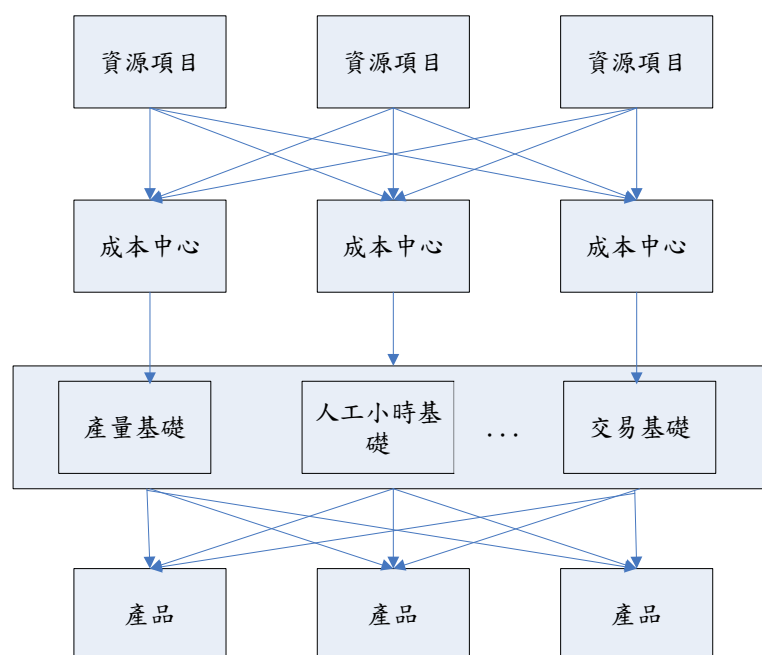 資源項目
資源項目
資源項目
成本中心
成本中心
成本中心
產量基礎
人工小時基
礎
...
交易基礎
產品
產品
產品